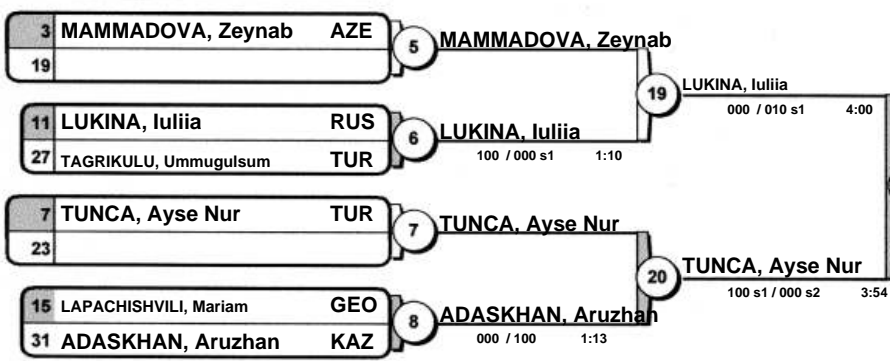 3 MAMMADOVA, Zeynab AZE
19
5
MAMMADOVA, Zeynab
11 LUKINA, Iuliia RUS
27 TAGRIKULU, Ummugulsum TUR
6
LUKINA, Iuliia
100 / 000 s1 1:10
19
LUKINA, Iuliia
000 / 010 s1 4:00
7 TUNCA, Ayse Nur TUR
23
7
TUNCA, Ayse Nur
15 LAPACHISHVILI, Mariam GEO
31 ADASKHAN, Aruzhan KAZ
8
ADASKHAN, Aruzhan
000 / 100 1:13
20
TUNCA, Ayse Nur
100 s1 / 000 s2 3:54